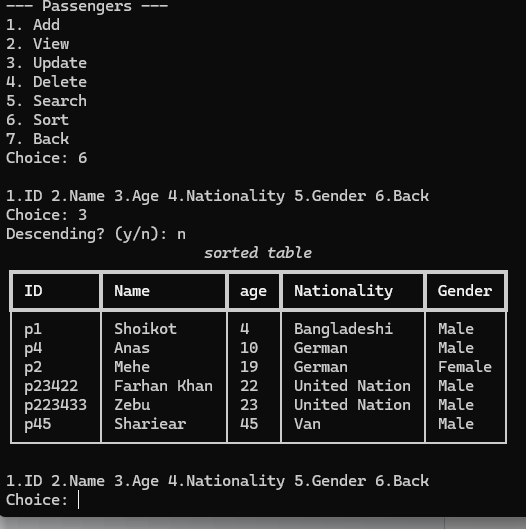 --- Passengers ---
1. Add
2. View
3. Update
4. Delete
5. Search
6. Sort
7. Back
Choice: 6
1.ID 2.Name 3.Age 4.Nationality 5.Gender 6.Back
Choice: 3
Descending? (y/n): n
sorted table
ID Name age Nationality Gender
p1 Shoikot 4 Bangladeshi Male
p4 Anas 10 German Male
p2 Mehe 19 German Female
p23422 Farhan Khan 22 United Nation Male
p223433 Zebu 23 United Nation Male
p45 Shariear 45 Van Male
1.ID 2.Name 3.Age 4.Nationality 5.Gender 6.Back
Choice: